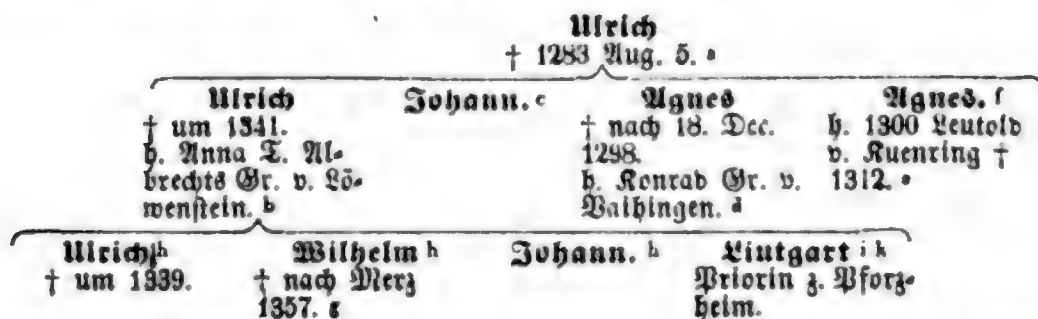 Ulrich
† 1283 Aug. 5. a
Ulrich Johann. c Agnes Agnes. f
† um 1341. † nach 18. Dec. h. 1300 Leutold
h. Anna T. Al- 1298. v. Kuenring †
brechts Gr. v. Lö- h. Konrad Gr. v. 1312. e
wenstein. b Vaihingen. d
Ulrich h Wilhelm h Johann. h Liutgart i k
† um 1339. † nach Merz Priorin z. Pforz-
1357. g heim.